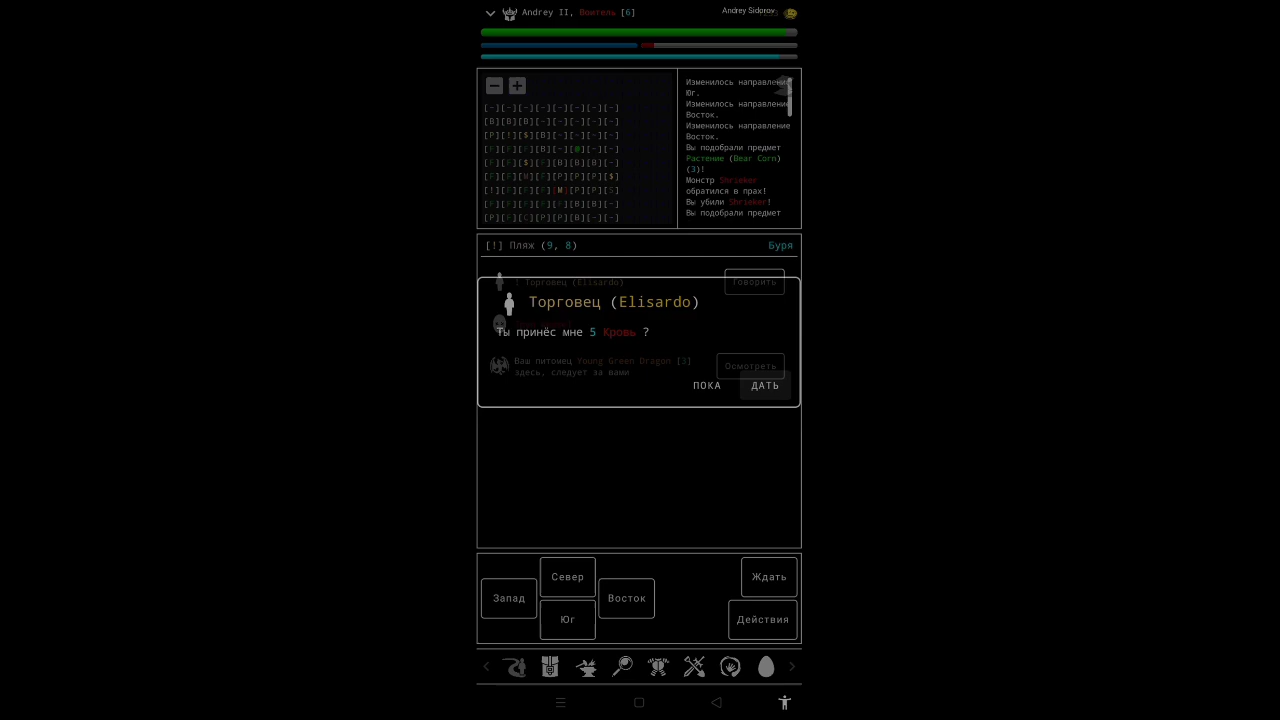 Andrey II, Воитель [6]
Andrey Sidorov
[~][~][~][~][~][~][~][~]
[B][B][B][~][~][~][~][~]
[P][!][$][B][~][~][~][~]
[F][F][F][B][~][@][~][~]
[F][F][$][F][B][B][B][~]
[F][F][M][F][P][P][P][$]
[!][F][F][F][M][P][P][S]
[F][F][F][F][F][B][B][~]
[P][F][C][P][P][B][~][~]
Изменилось направление
Юг.
Изменилось направление
Восток.
Изменилось направление
Восток.
Вы подобрали предмет
Растение (Bear Corn)
(3)!
Монстр Shrieker
обратился в прах!
Вы убили Shrieker!
Вы подобрали предмет
[!] Пляж (9, 8)
Буря
! Торговец (Elisardo)
Говорить
Торговец (Elisardo)
Ты принёс мне 5 Кровь ?
Ваш питомец Young Green Dragon [3]
здесь, следует за вами
Осмотреть
ПОКА
ДАТЬ
Север
Ждать
Запад
Восток
Юг
Действия